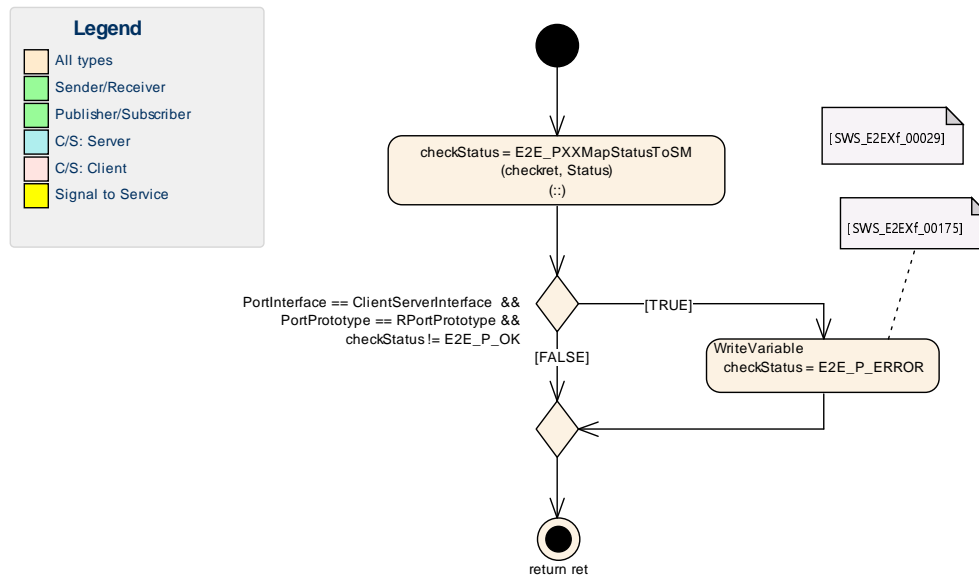 Legend
All types
Sender/Receiver
Publisher/Subscriber
C/S: Server
C/S: Client
Signal to Service
checkStatus = E2E_PXXMapStatusToSM
(checkret, Status)
(::)
[SWS_E2EXf_00029]
[SWS_E2EXf_00175]
PortInterface == ClientServerInterface &&
PortPrototype == RPortPrototype &&
checkStatus != E2E_P_OK
[TRUE]
[FALSE]
WriteVariable
checkStatus = E2E_P_ERROR
return ret